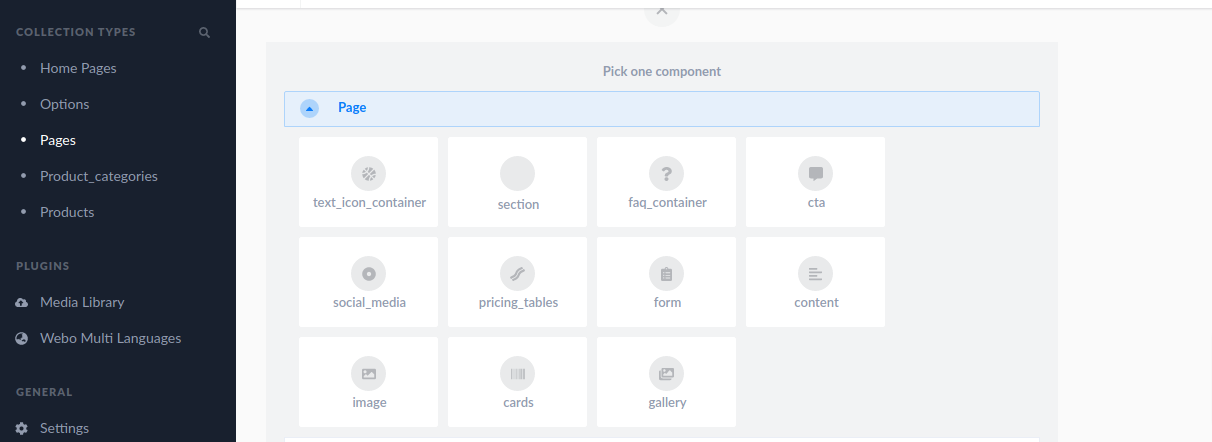 COLLECTION TYPES
Home Pages
Options
Pages
Product_categories
Products
PLUGINS
Media Library
Webo Multi Languages
GENERAL
Settings
Pick one component
Page
text_icon_container
section
faq_container
cta
social_media
pricing_tables
form
content
image
cards
gallery